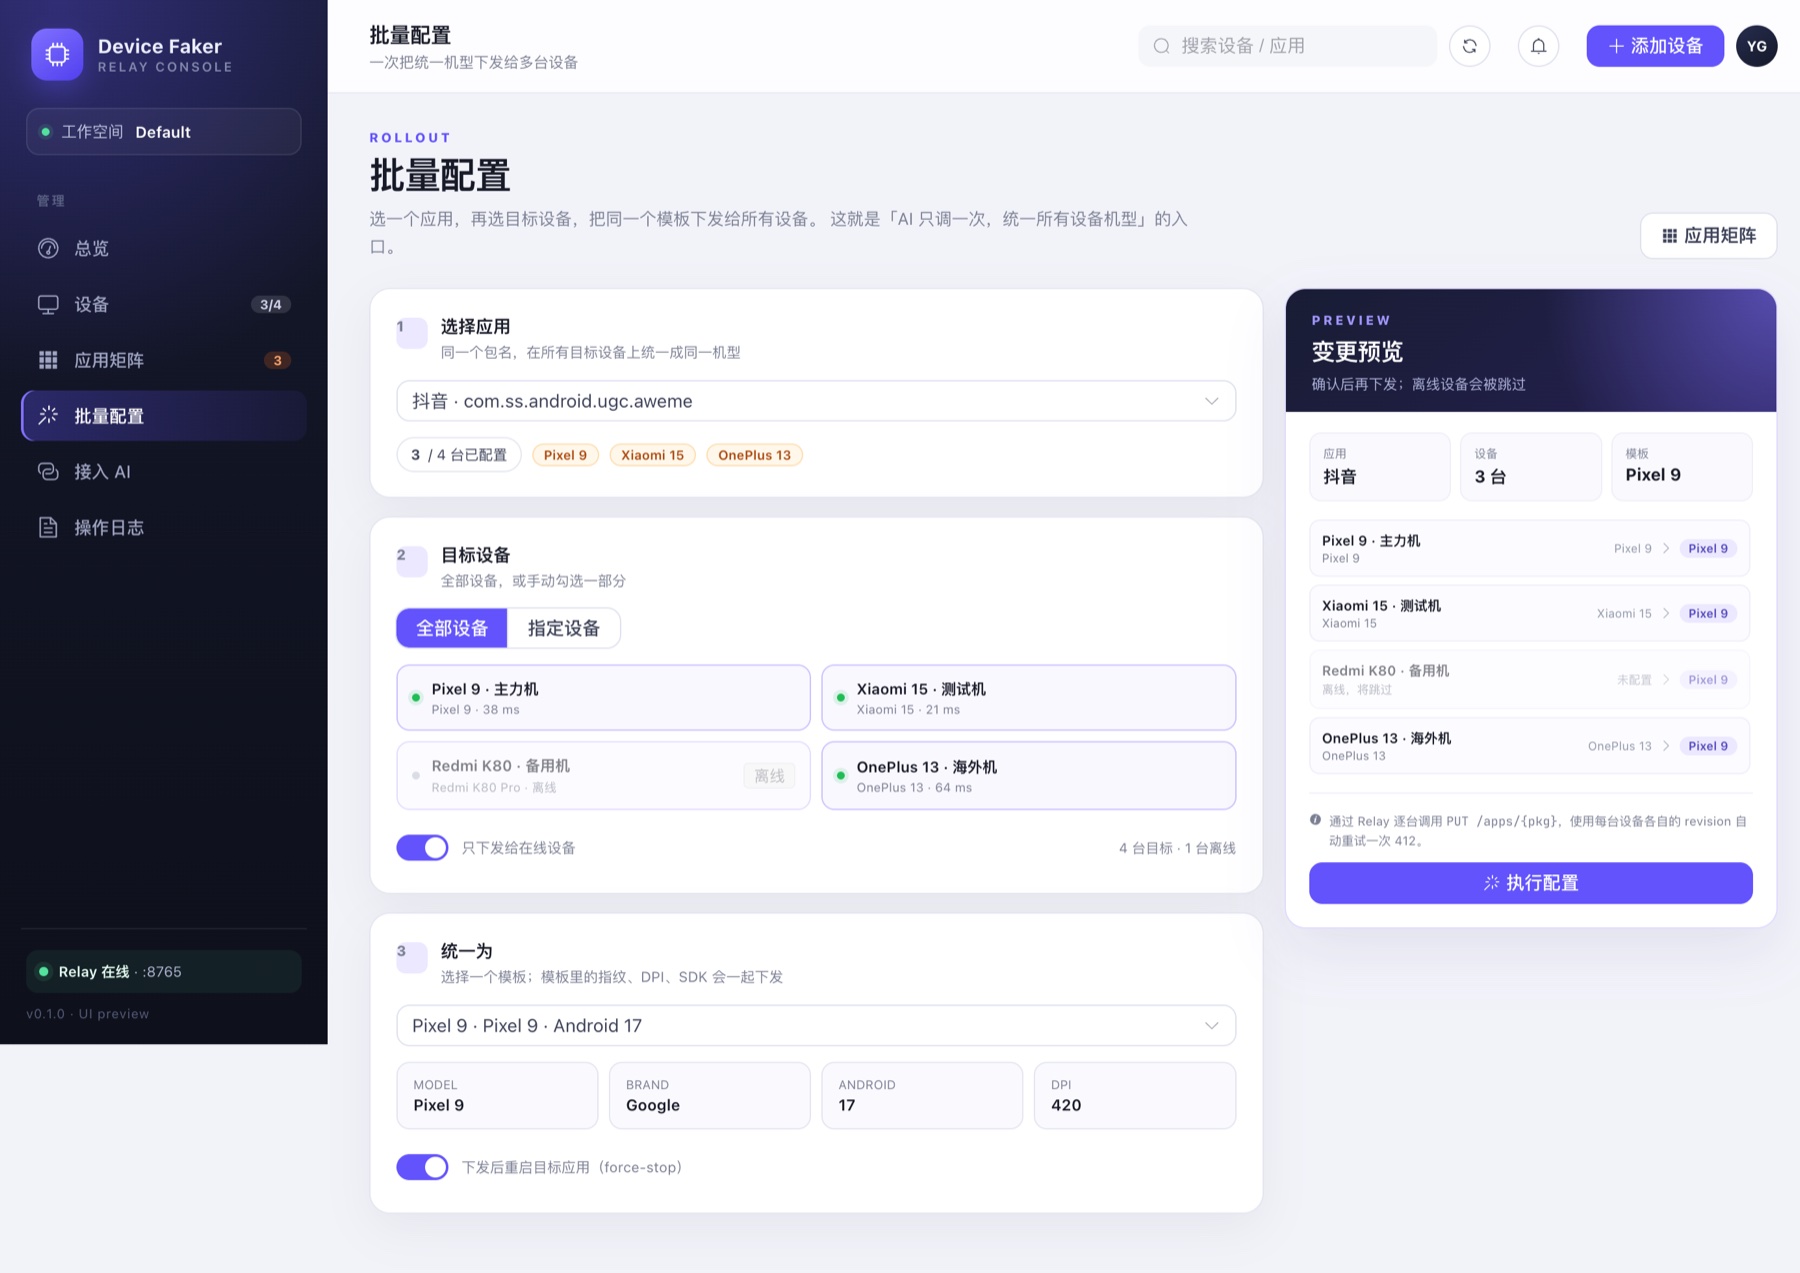 Device Faker
RELAY CONSOLE
工作空间 Default
管理
总览
设备 3/4
应用矩阵 3
批量配置
接入 AI
操作日志
Relay 在线 · :8765
v0.1.0 · UI preview
批量配置
一次把统一机型下发给多台设备
搜索设备 / 应用
添加设备
YG
ROLLOUT
批量配置
选一个应用，再选目标设备，把同一个模板下发给所有设备。 这就是「AI 只调一次，统一所有设备机型」的入
口。
应用矩阵
1 选择应用
同一个包名，在所有目标设备上统一成同一机型
抖音 · com.ss.android.ugc.aweme
3 / 4 台已配置 Pixel 9 Xiaomi 15 OnePlus 13
2 目标设备
全部设备，或手动勾选一部分
全部设备 指定设备
Pixel 9 · 主力机
Pixel 9 · 38 ms
Xiaomi 15 · 测试机
Xiaomi 15 · 21 ms
Redmi K80 · 备用机
Redmi K80 Pro · 离线
离线
OnePlus 13 · 海外机
OnePlus 13 · 64 ms
只下发给在线设备
4 台目标 · 1 台离线
3 统一为
选择一个模板；模板里的指纹、DPI、SDK 会一起下发
Pixel 9 · Pixel 9 · Android 17
MODEL
Pixel 9
BRAND
Google
ANDROID
17
DPI
420
下发后重启目标应用（force-stop）
PREVIEW
变更预览
确认后再下发；离线设备会被跳过
应用
抖音
设备
3 台
模板
Pixel 9
Pixel 9 · 主力机
Pixel 9
Pixel 9 Pixel 9
Xiaomi 15 · 测试机
Xiaomi 15
Xiaomi 15 Pixel 9
Redmi K80 · 备用机
离线，将跳过
未配置 Pixel 9
OnePlus 13 · 海外机
OnePlus 13
OnePlus 13 Pixel 9
通过 Relay 逐台调用 PUT /apps/{pkg}，使用每台设备各自的 revision 自
动重试一次 412。
执行配置